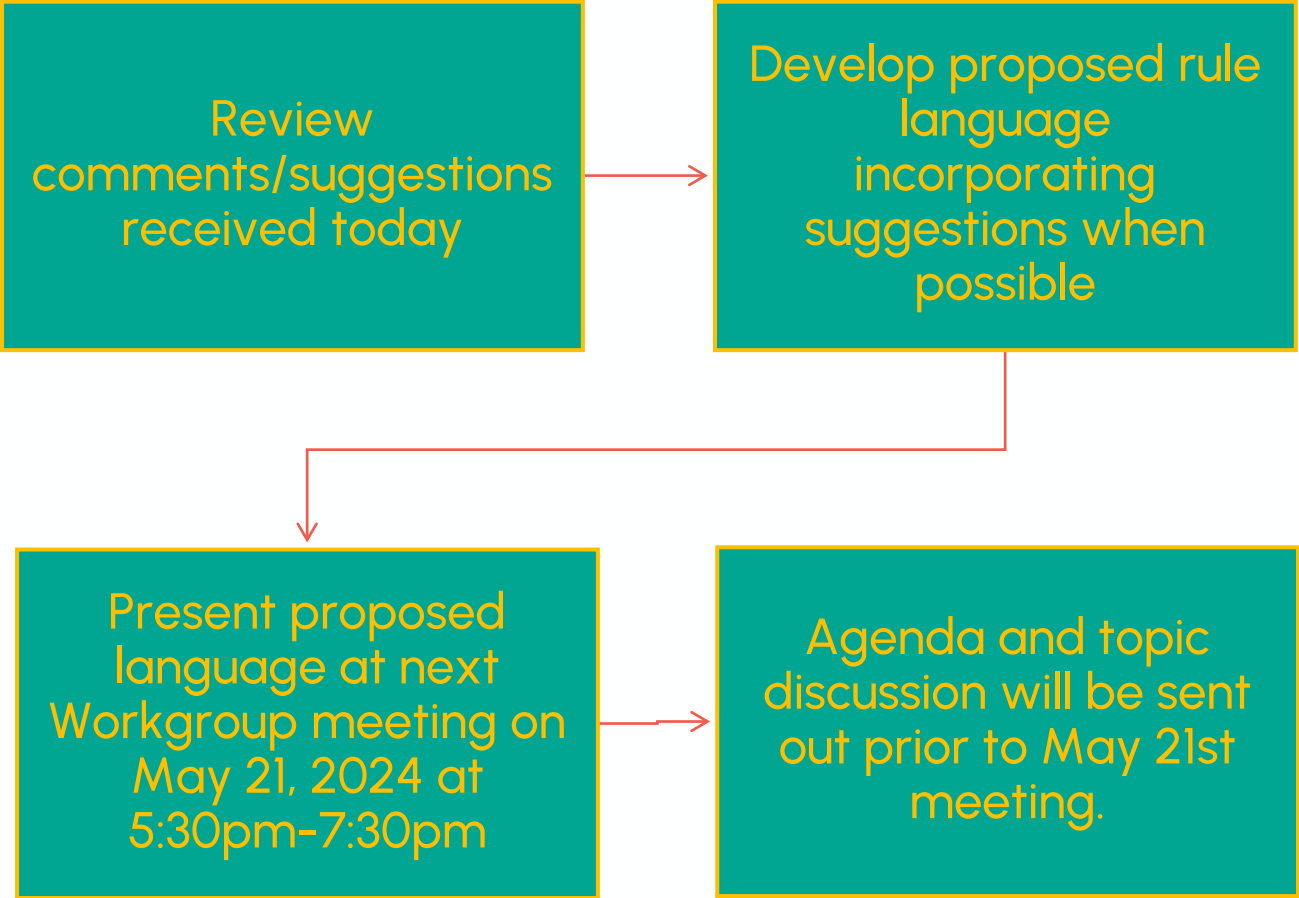 Review
comments/suggestions
received today
Develop proposed rule
language
incorporating
suggestions when
possible
Present proposed
language at next
Workgroup meeting on
May 21, 2024 at
5:30pm-7:30pm
Agenda and topic
discussion will be sent
out prior to May 21st
meeting.